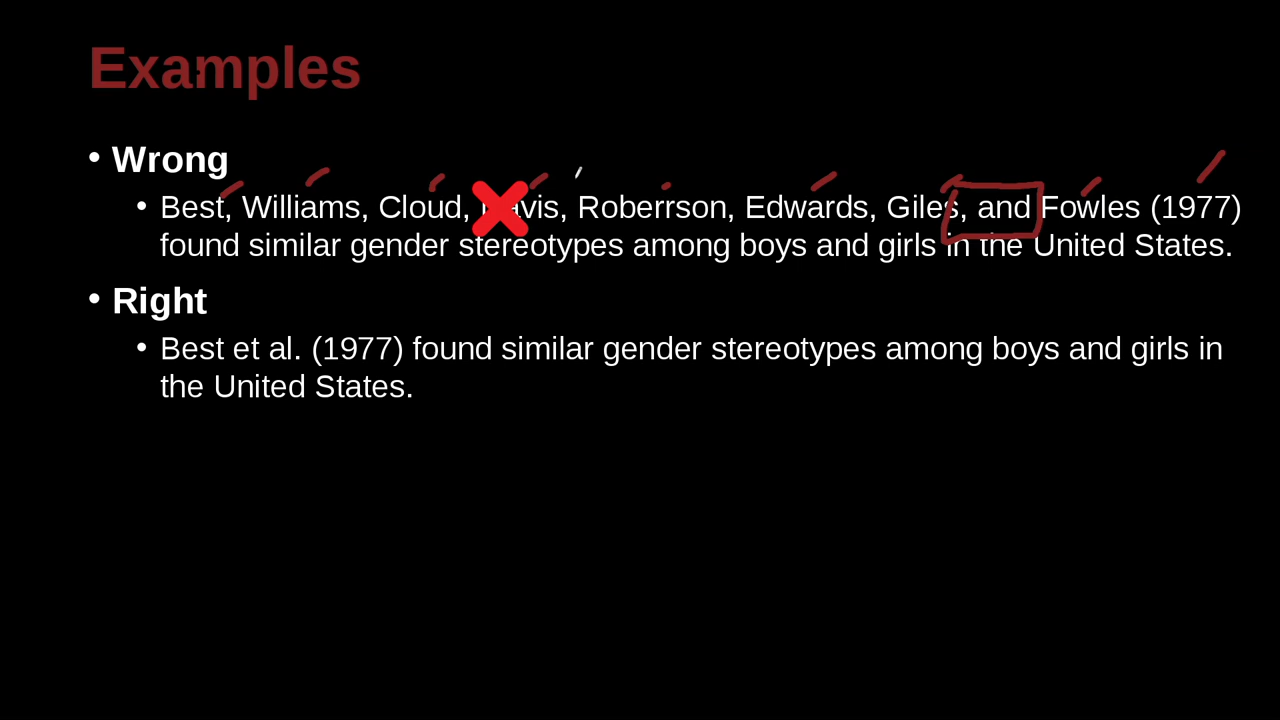 Examples
• Wrong
• Best, Williams, Cloud, Davis, Roberrson, Edwards, Giles, and Fowles (1977)
found similar gender stereotypes among boys and girls in the United States.
• Right
• Best et al. (1977) found similar gender stereotypes among boys and girls in
the United States.